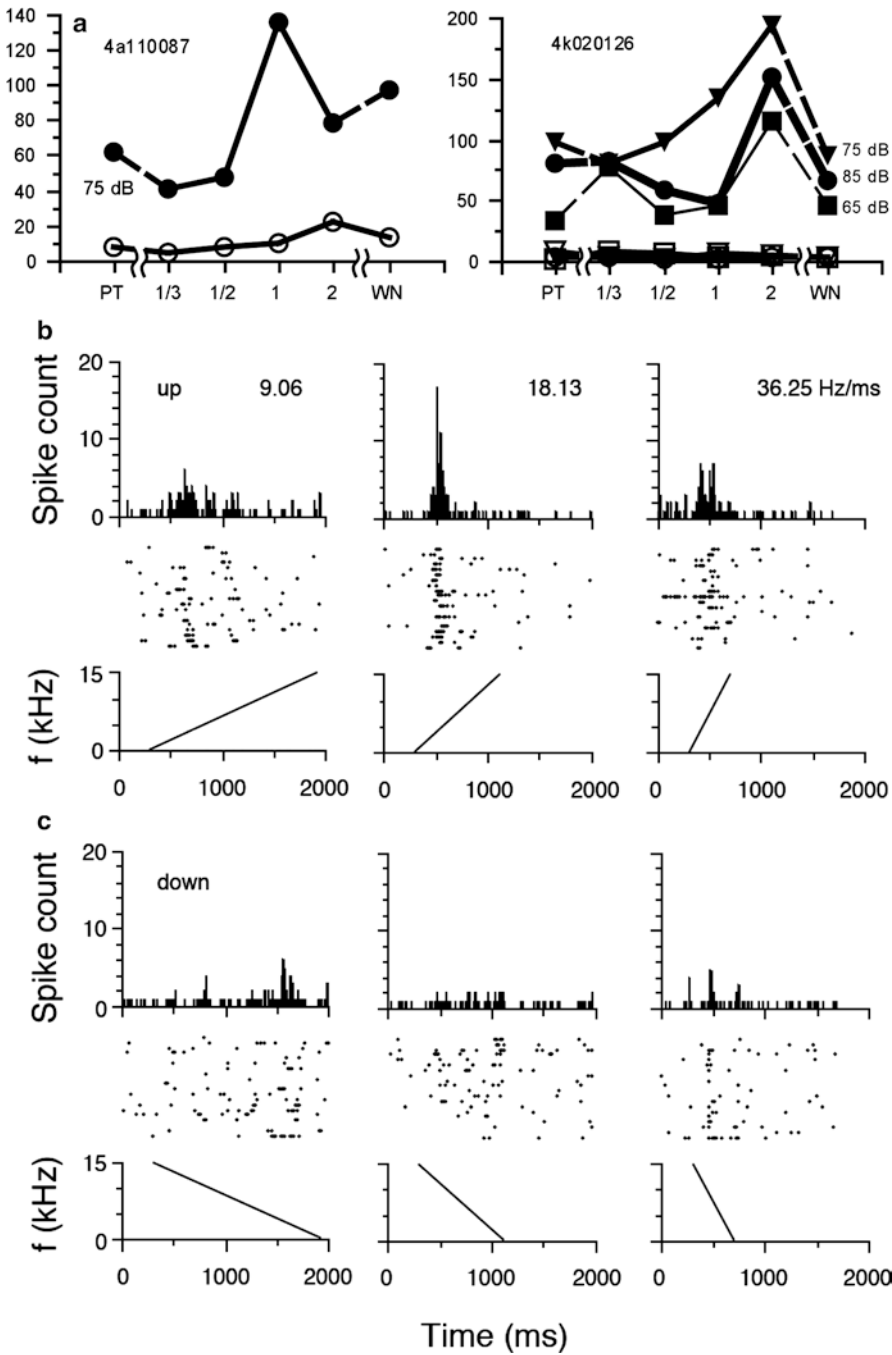 a
4a110087
140
120
100
80
60
40
20
0
75 dB
PT 1/3 1/2 1 2 WN
4k020126
200
150
100
50
0
75 dB
85 dB
65 dB
PT 1/3 1/2 1 2 WN
b
Spike count
20
10
0
up 9.06
18.13
36.25 Hz/ms
f (kHz)
15
0
0 1000 2000
0 1000 2000
0 1000 2000
c
Spike count
20
10
0
down
f (kHz)
15
0
0 1000 2000
0 1000 2000
0 1000 2000
Time (ms)